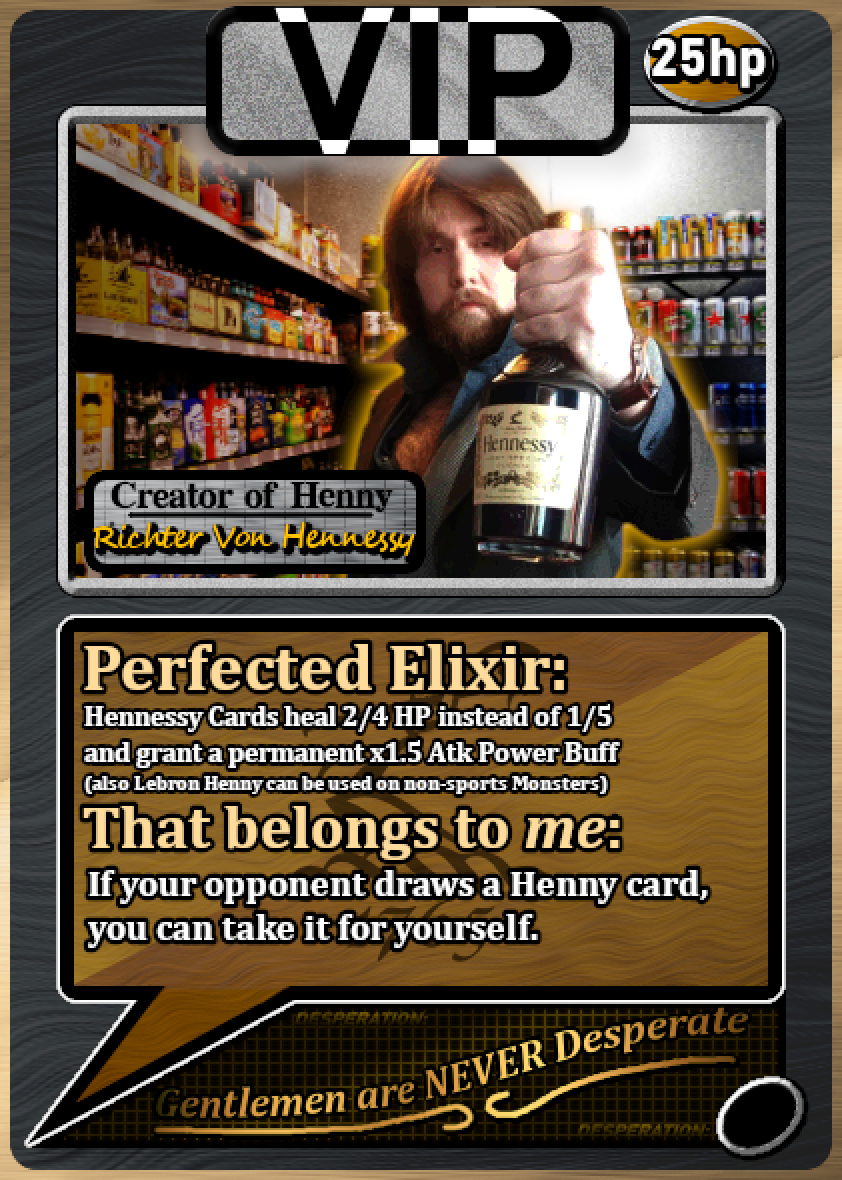 VIP
25hp
Hennessy
Creator of Henny
Richter Von Hennessy
Perfected Elixir:
Hennessy Cards heal 2/4 HP instead of 1/5
and grant a permanent x1.5 Atk Power Buff
(also Lebron Henny can be used on non-sports Monsters)
That belongs to me:
If your opponent draws a Henny card,
you can take it for yourself.
1765
DESPERATION:
Gentlemen are NEVER Desperate
DESPERATION: